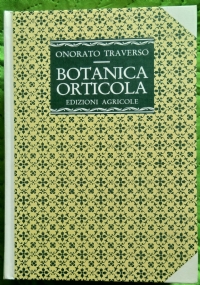 ONORATO TRAVERSO
BOTANICA
ORTICOLA
EDIZIONI AGRICOLE